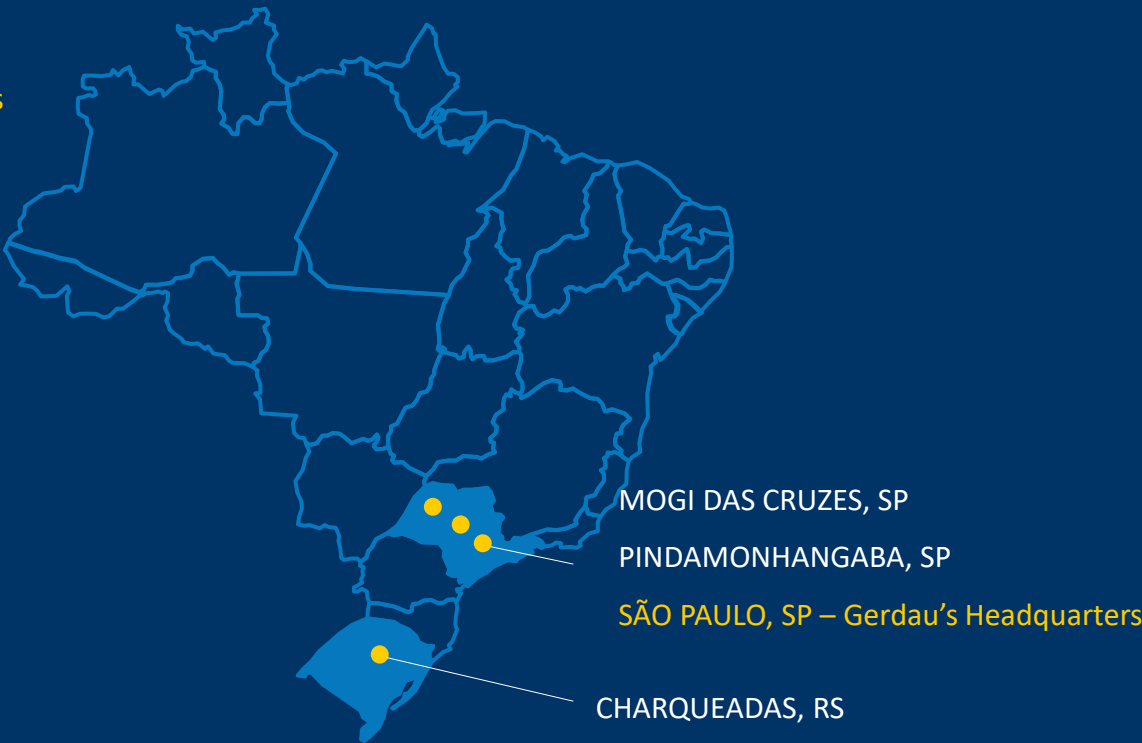 s
MOGI DAS CRUZES, SP
PINDAMONHANGABA, SP
SÃO PAULO, SP – Gerdau’s Headquarters
CHARQUEADAS, RS